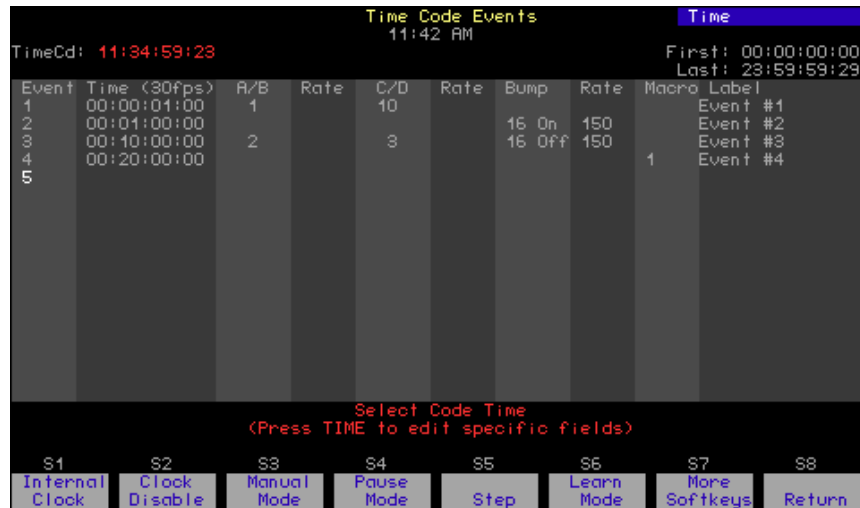 Time Code Events
Time
11:42 AM
TimeCd: 11:34:59:23
First: 00:00:00:00
Last: 23:59:59:29
Event Time (30fps) A/B Rate C/D Rate Bump Rate Macro Label
1 00:00:01:00 1 10 Event #1
2 00:01:00:00 16 On 150 Event #2
3 00:10:00:00 2 3 16 Off 150 Event #3
4 00:20:00:00 1 Event #4
5
Select Code Time
(Press TIME to edit specific fields)
S1 S2 S3 S4 S5 S6 S7 S8
Internal Clock Manual Pause Learn More
Clock Disable Mode Mode Step Mode Softkeys Return